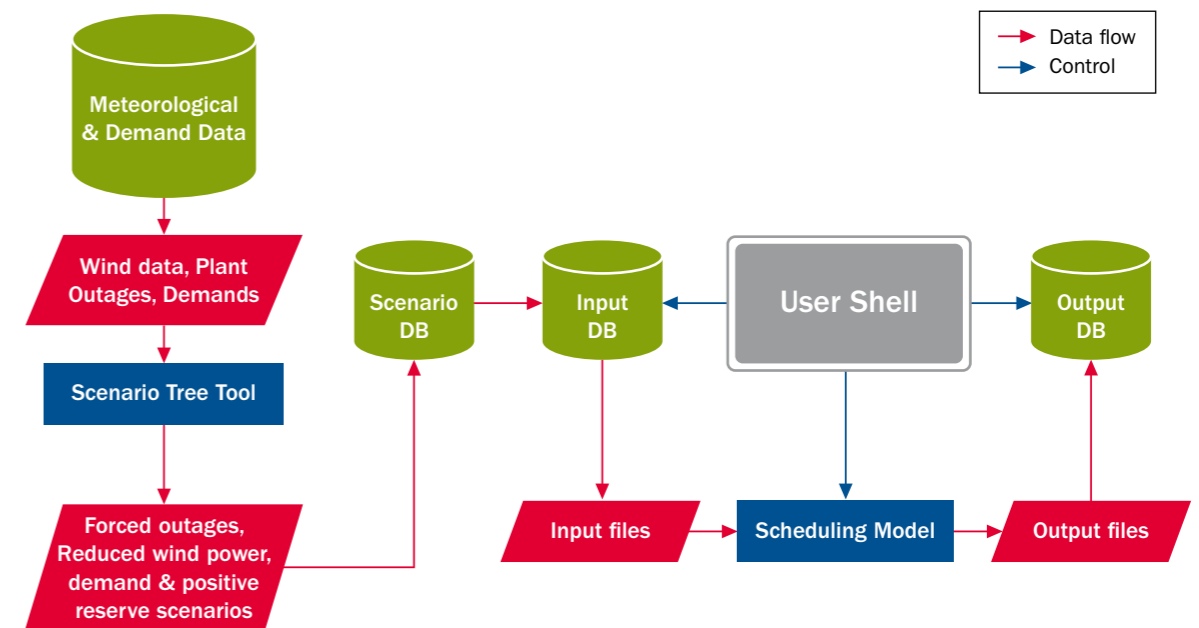 Meteorological
& Demand Data
Wind data, Plant
Outages, Demands
Scenario Tree Tool
Forced outages,
Reduced wind power,
demand & positive
reserve scenarios
Scenario
DB
Input
DB
User Shell
Output
DB
Input files
Scheduling Model
Output files
Data flow
Control